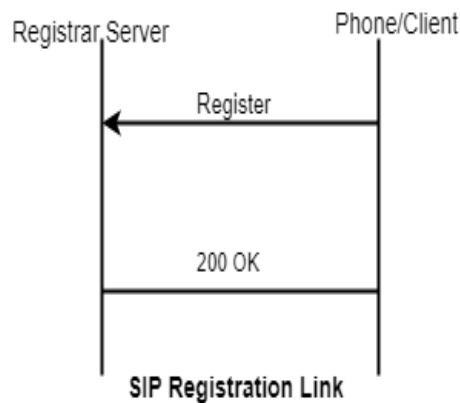 Registrar Server
Phone/Client
Register
200 OK
SIP Registration Link